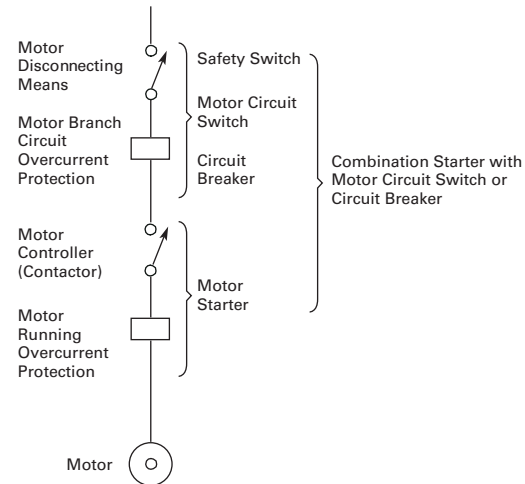 Motor
Disconnecting
Means
Safety Switch
Motor Circuit
Switch
Motor Branch
Circuit
Overcurrent
Protection
Circuit
Breaker
Combination Starter with
Motor Circuit Switch or
Circuit Breaker
Motor
Controller
(Contactor)
Motor
Starter
Motor
Running
Overcurrent
Protection
Motor